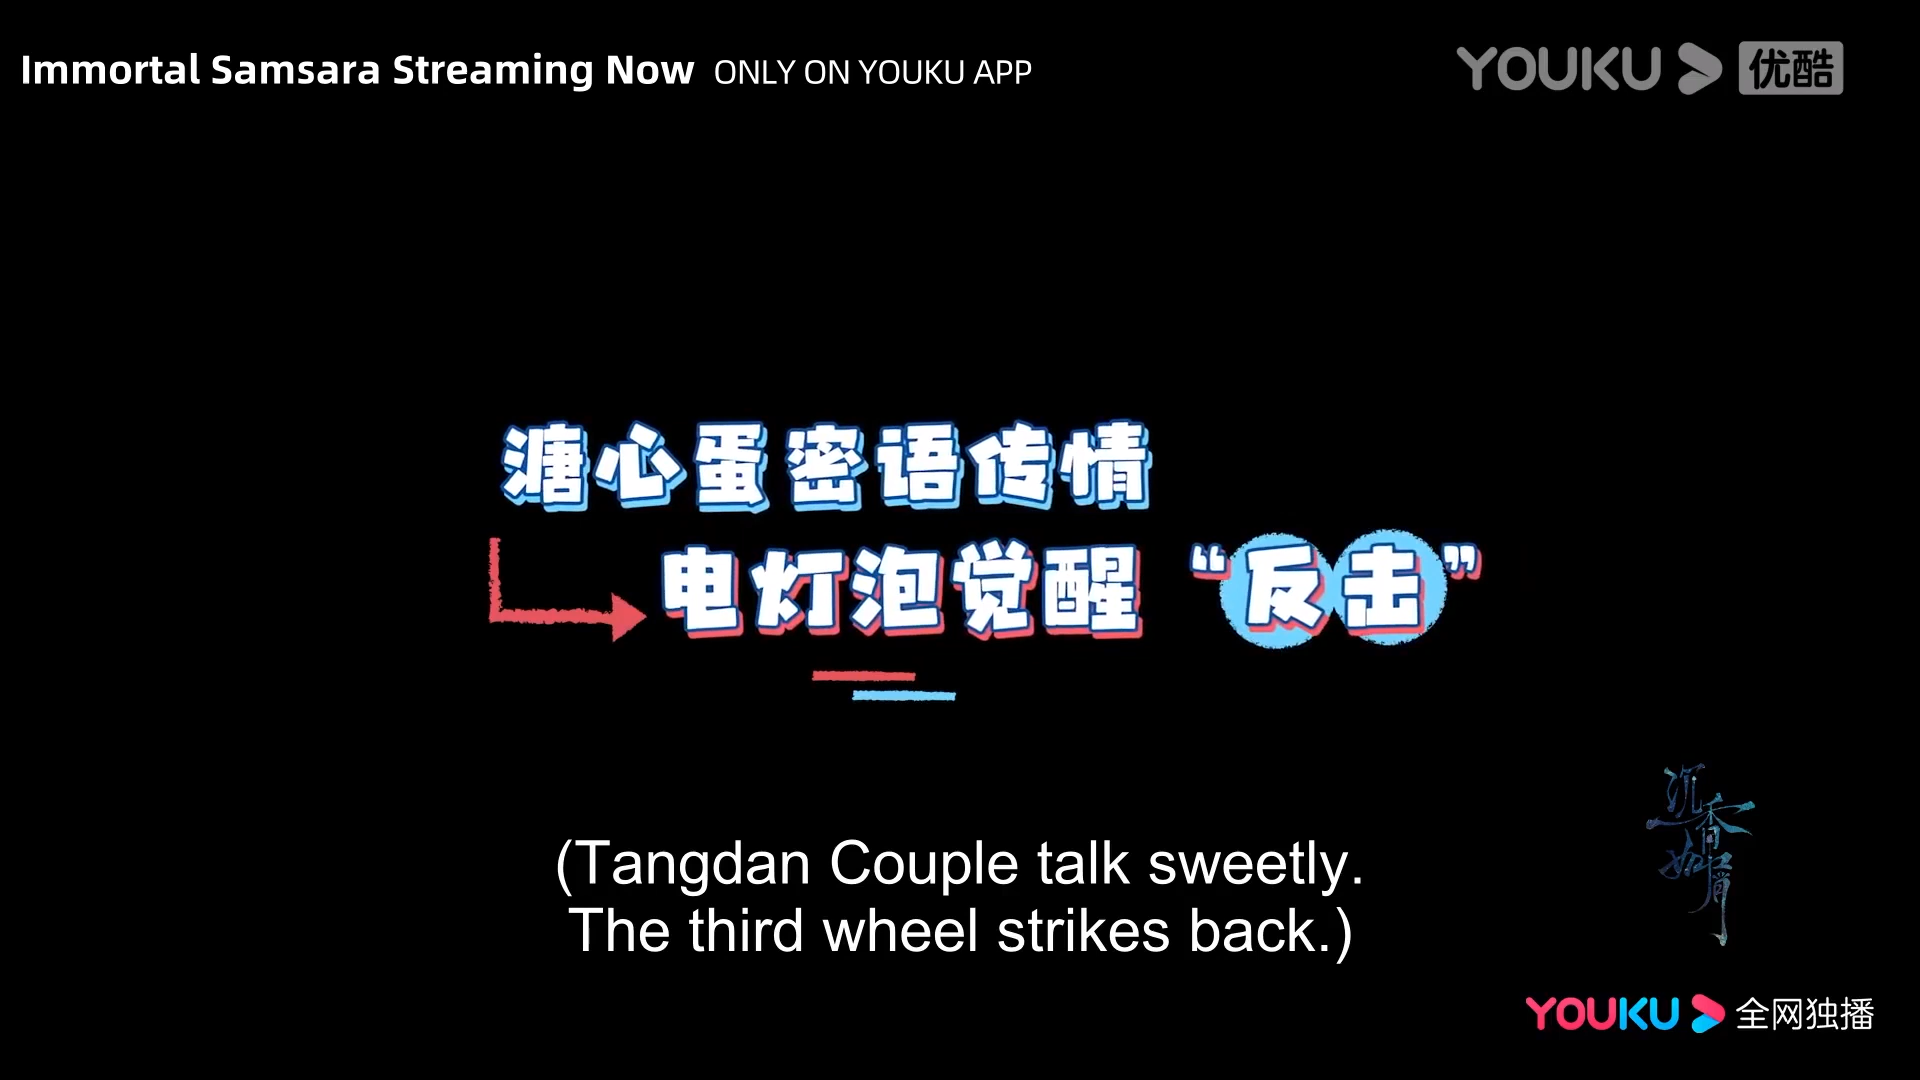 Immortal Samsara Streaming Now ONLY ON YOUKU APP
YOUKU 优酷
溏心蛋密语传情
电灯泡觉醒“反击”
沉香如屑
(Tangdan Couple talk sweetly.
The third wheel strikes back.)
YOUKU 全网独播